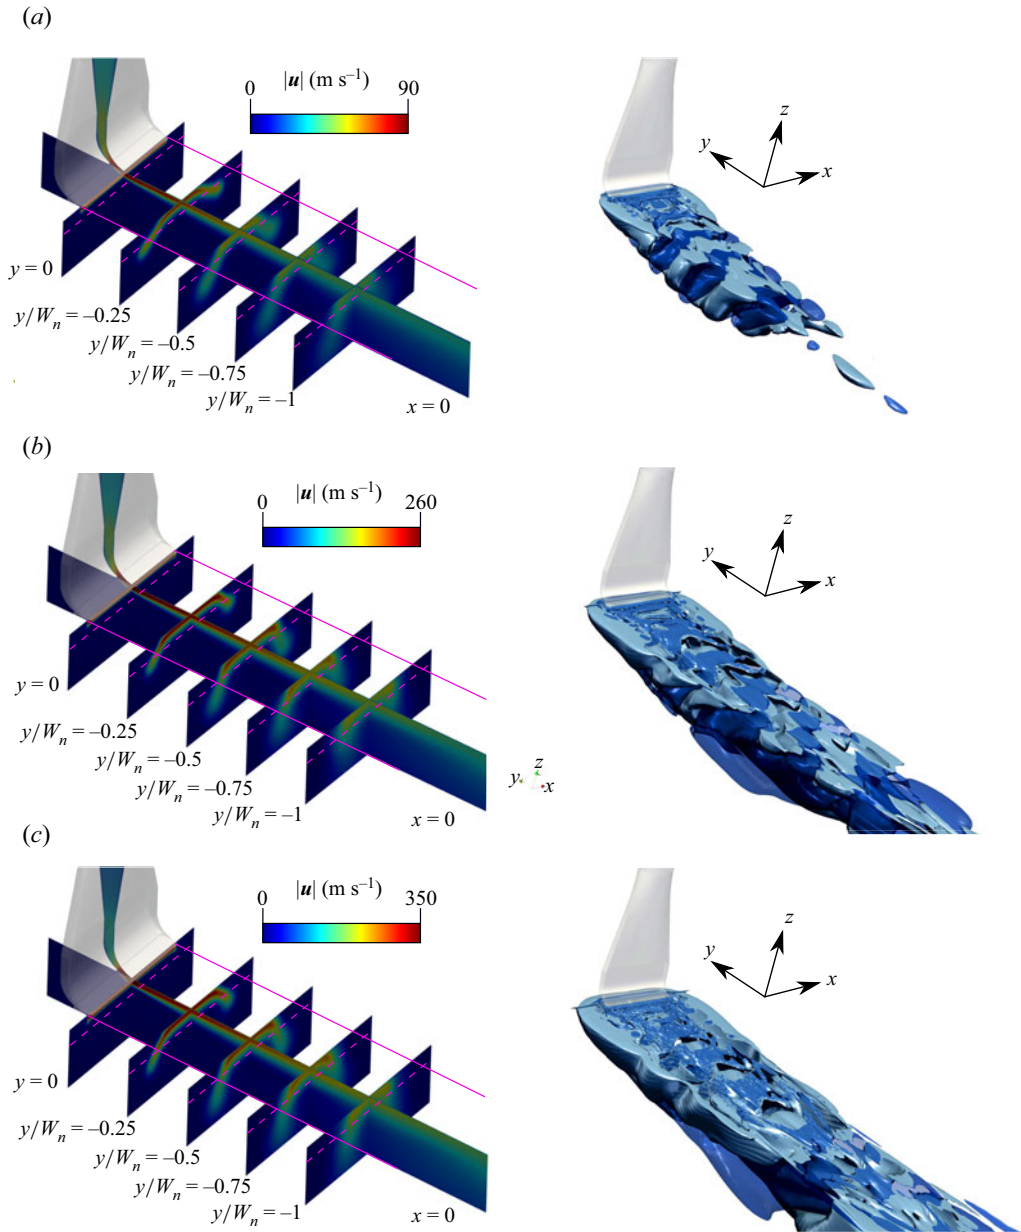 (a)
|u| (m s⁻¹)
0 90
z
y
x
y = 0
y/Wₙ = –0.25
y/Wₙ = –0.5
y/Wₙ = –0.75
y/Wₙ = –1
x = 0
(b)
|u| (m s⁻¹)
0 260
z
y
x
y = 0
y/Wₙ = –0.25
y/Wₙ = –0.5
y/Wₙ = –0.75
y/Wₙ = –1
x = 0
z
y x
(c)
|u| (m s⁻¹)
0 350
z
y
x
y = 0
y/Wₙ = –0.25
y/Wₙ = –0.5
y/Wₙ = –0.75
y/Wₙ = –1
x = 0